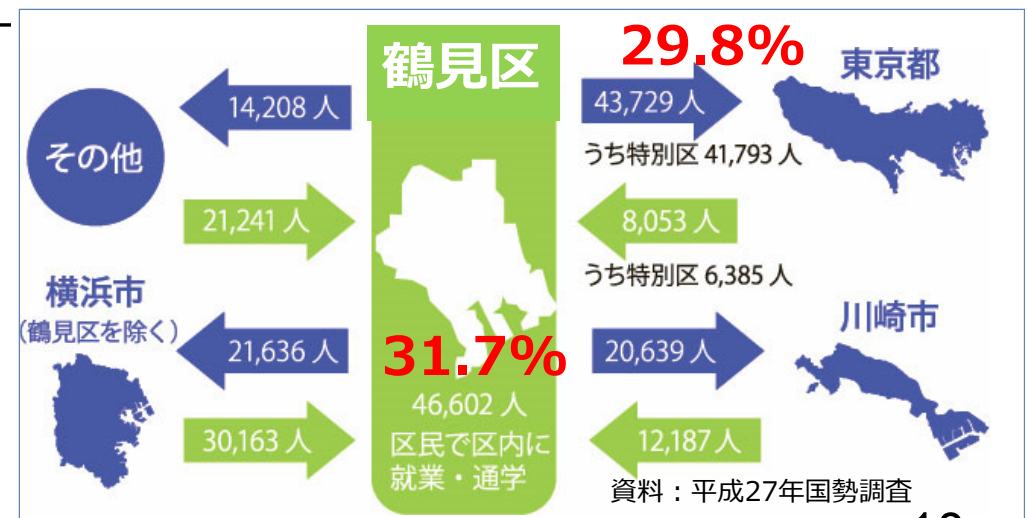 鶴見区
29.8%
東京都
14,208 人
43,729 人
その他
うち特別区 41,793 人
21,241 人
8,053 人
うち特別区 6,385 人
横浜市
(鶴見区を除く)
川崎市
21,636 人
31.7%
20,639 人
46,602 人
30,163 人
区民で区内に
就業・通学
12,187 人
資料：平成27年国勢調査